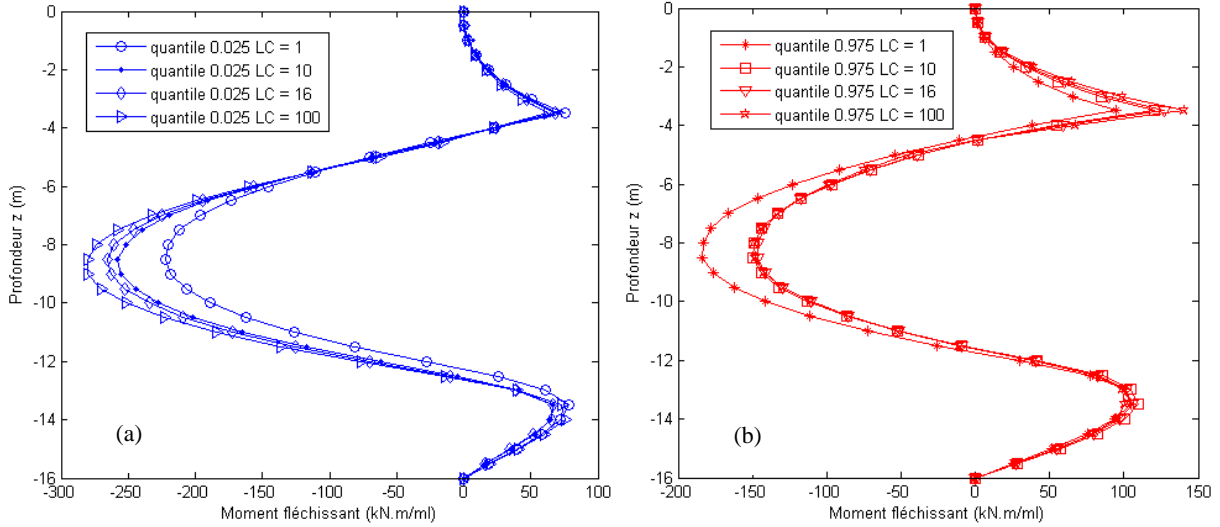 quantile 0.025 LC = 1
quantile 0.025 LC = 10
quantile 0.025 LC = 16
quantile 0.025 LC = 100
0
-2
-4
-6
-8
-10
-12
-14
-16
Profondeur z (m)
-300
-250
-200
-150
-100
-50
0
50
100
Moment fléchissant (kN.m/ml)
(a)
quantile 0.975 LC = 1
quantile 0.975 LC = 10
quantile 0.975 LC = 16
quantile 0.975 LC = 100
0
-2
-4
-6
-8
-10
-12
-14
-16
Profondeur z (m)
-200
-150
-100
-50
0
50
100
150
Moment fléchissant (kN.m/ml)
(b)